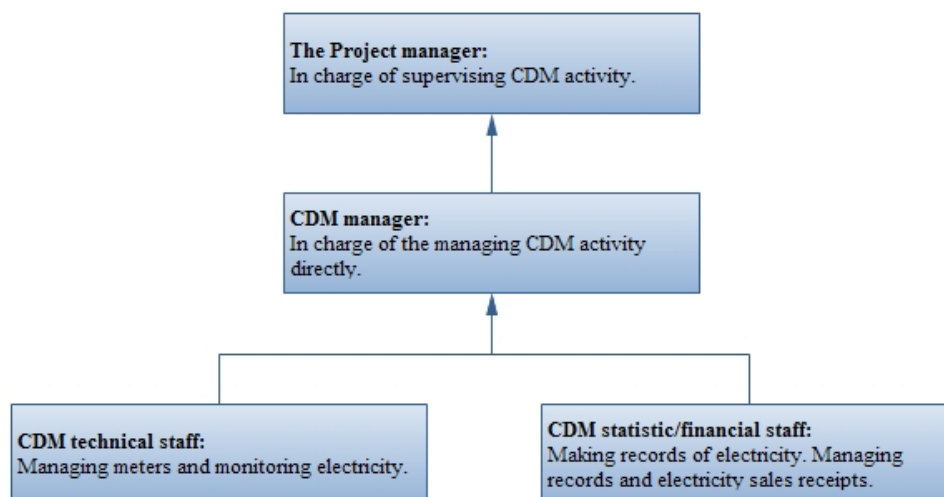 The Project manager:
In charge of supervising CDM activity.
CDM manager:
In charge of the managing CDM activity
directly.
CDM technical staff:
Managing meters and monitoring electricity.
CDM statistic/financial staff:
Making records of electricity. Managing
records and electricity sales receipts.